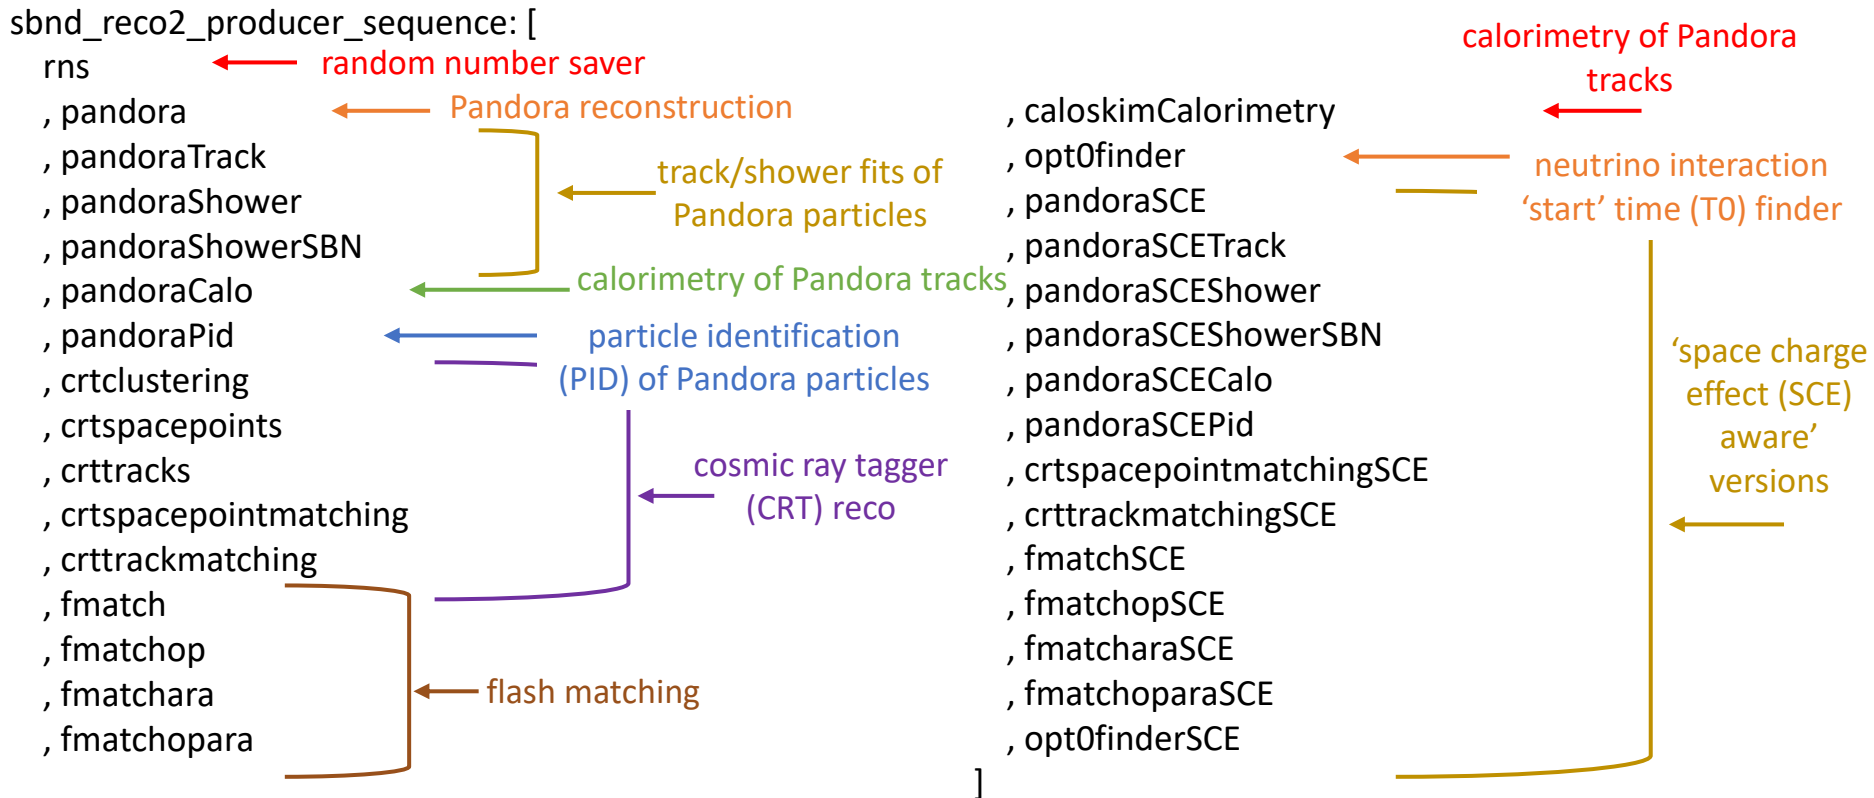 sbnd_reco2_producer_sequence: [
rns
random number saver
, pandora
Pandora reconstruction
, pandoraTrack
, pandoraShower
, pandoraShowerSBN
track/shower fits of
Pandora particles
, pandoraCalo
calorimetry of Pandora tracks
, pandoraPid
particle identification
(PID) of Pandora particles
, crtclustering
, crtspacepoints
, crttracks
, crtspacepointmatching
, crttrackmatching
cosmic ray tagger
(CRT) reco
, fmatch
, fmatchop
, fmatchara
, fmatchopara
flash matching
calorimetry of Pandora
tracks
, caloskimCalorimetry
, opt0finder
neutrino interaction
‘start’ time (T0) finder
, pandoraSCE
, pandoraSCETrack
, pandoraSCEShower
, pandoraSCEShowerSBN
, pandoraSCECalo
, pandoraSCEPid
, crtspacepointmatchingSCE
, crttrackmatchingSCE
, fmatchSCE
, fmatchopSCE
, fmatcharaSCE
, fmatchoparaSCE
, opt0finderSCE
‘space charge
effect (SCE)
aware’
versions
]